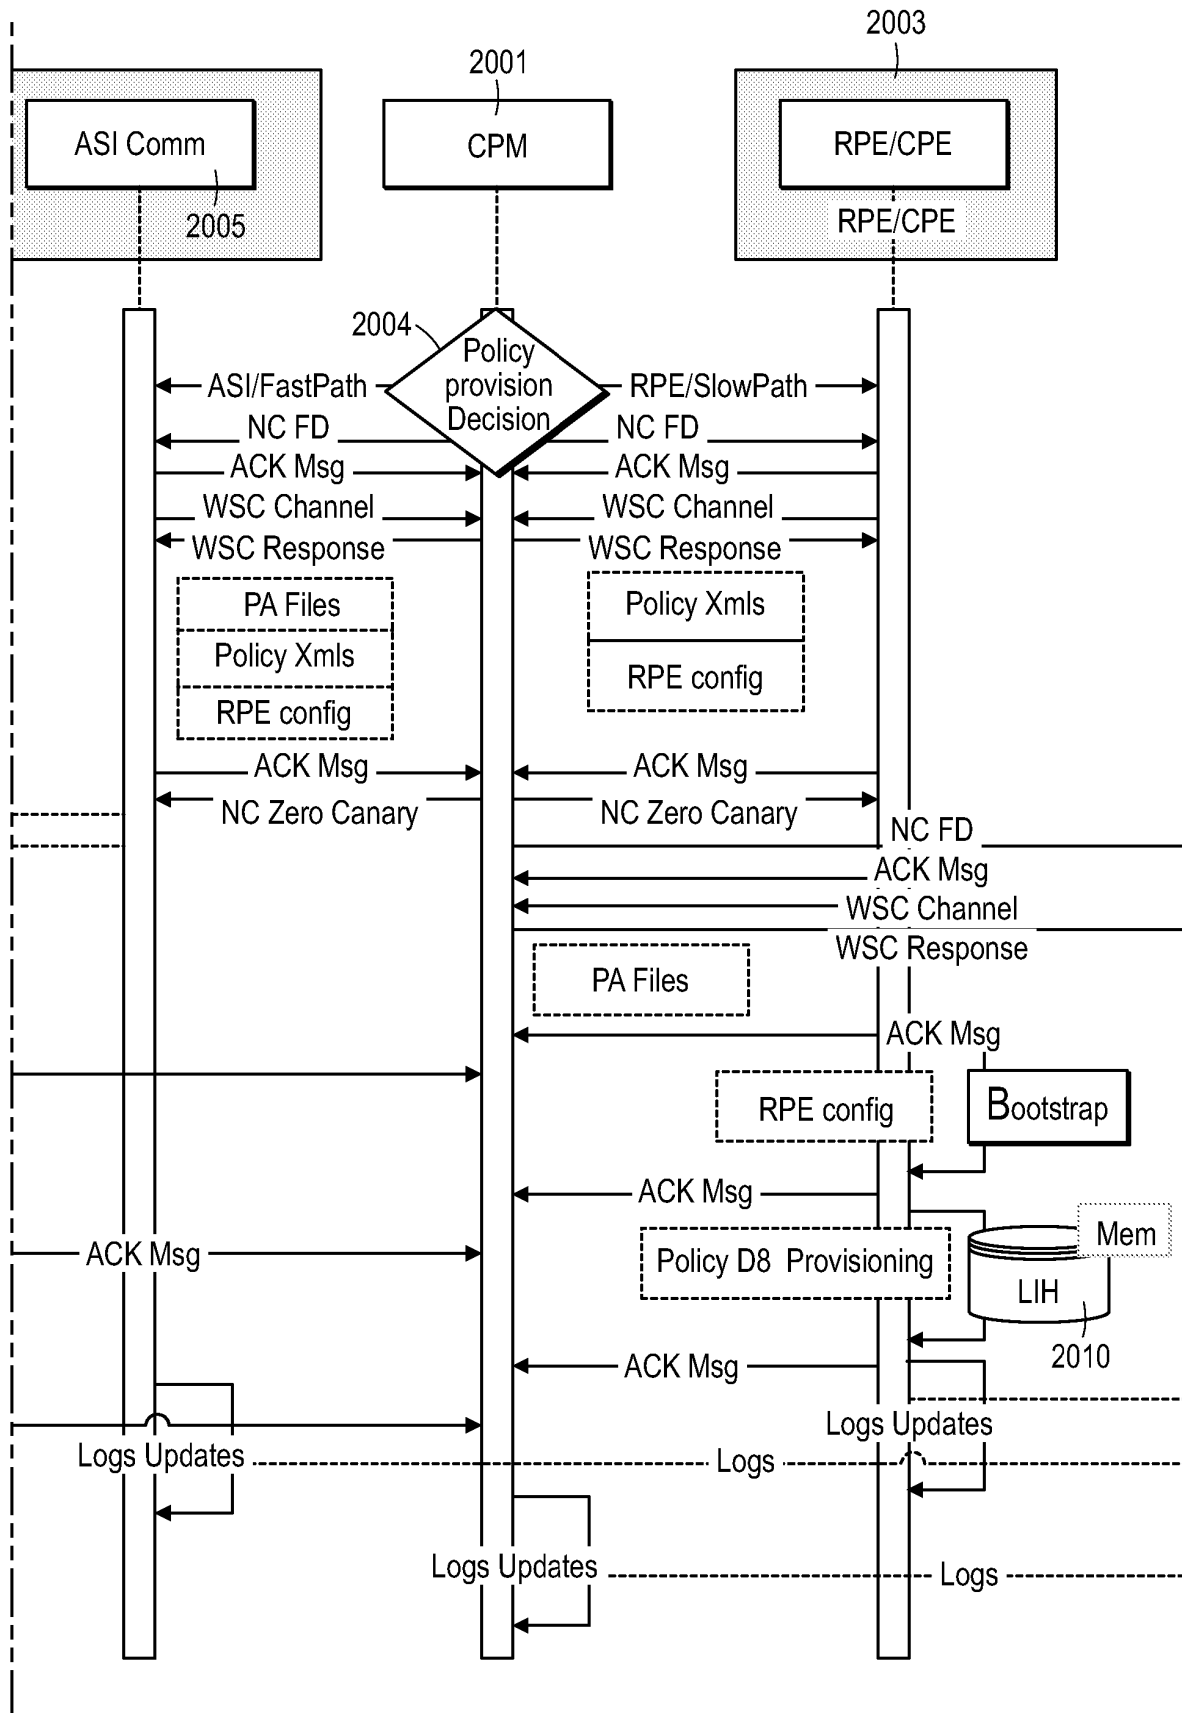 2003
2001
ASI Comm
CPM
RPE/CPE
2005
RPE/CPE
2004
Policy
provision
Decision
ASI/FastPath
RPE/SlowPath
NC FD
NC FD
ACK Msg
ACK Msg
WSC Channel
WSC Channel
WSC Response
WSC Response
PA Files
Policy Xmls
Policy Xmls
RPE config
RPE config
ACK Msg
ACK Msg
NC Zero Canary
NC Zero Canary
NC FD
ACK Msg
WSC Channel
WSC Response
PA Files
ACK Msg
RPE config
Bootstrap
ACK Msg
Mem
ACK Msg
Policy D8 Provisioning
LIH
2010
ACK Msg
Logs Updates
Logs Updates
Logs
Logs Updates
Logs